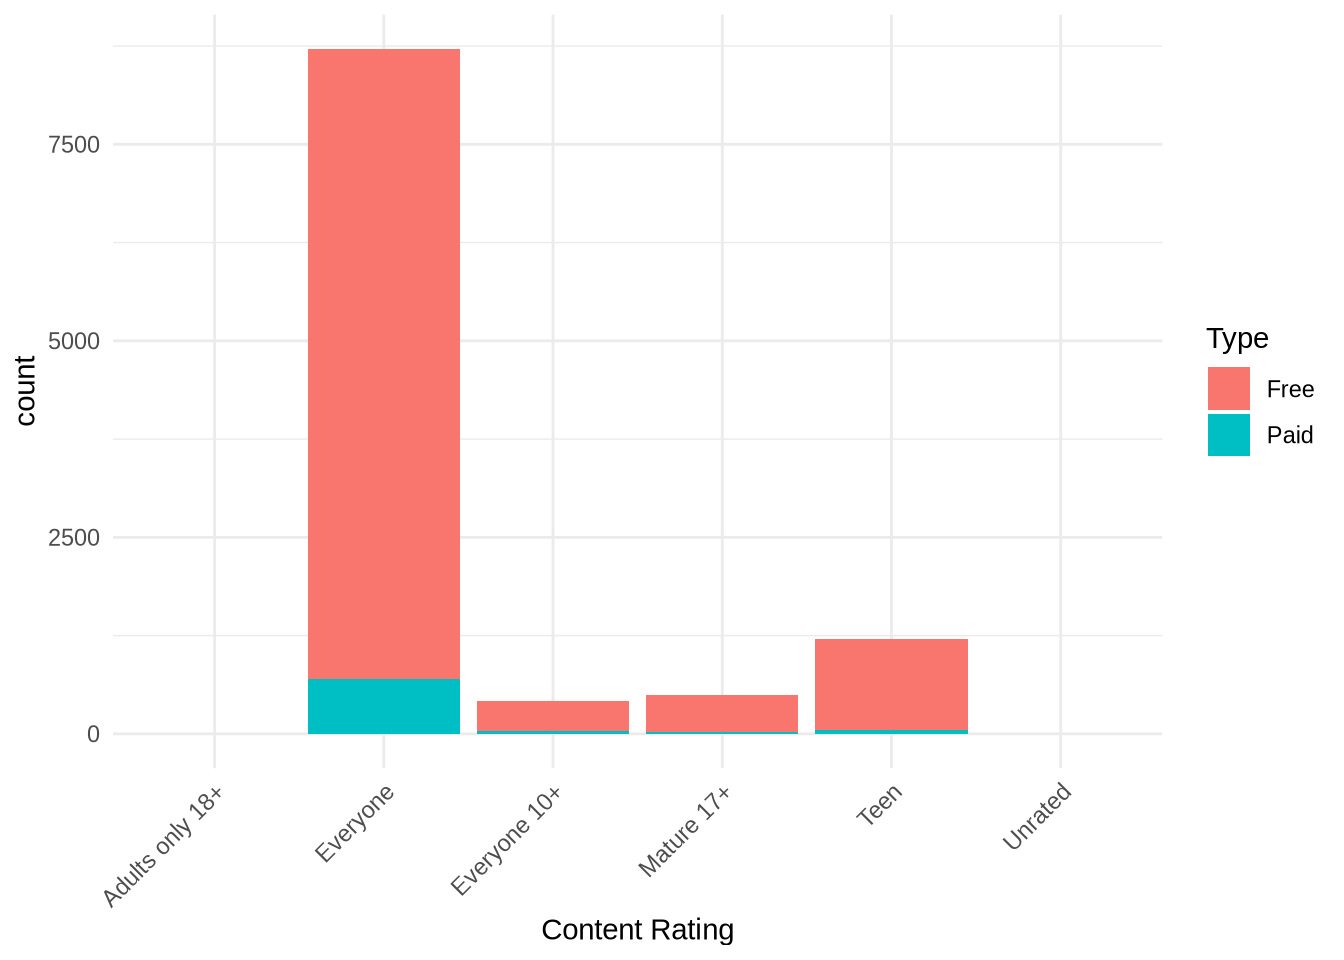 7500
5000
2500
0
count
Adults only 18+
Everyone
Everyone 10+
Mature 17+
Teen
Unrated
Content Rating
Type
Free
Paid